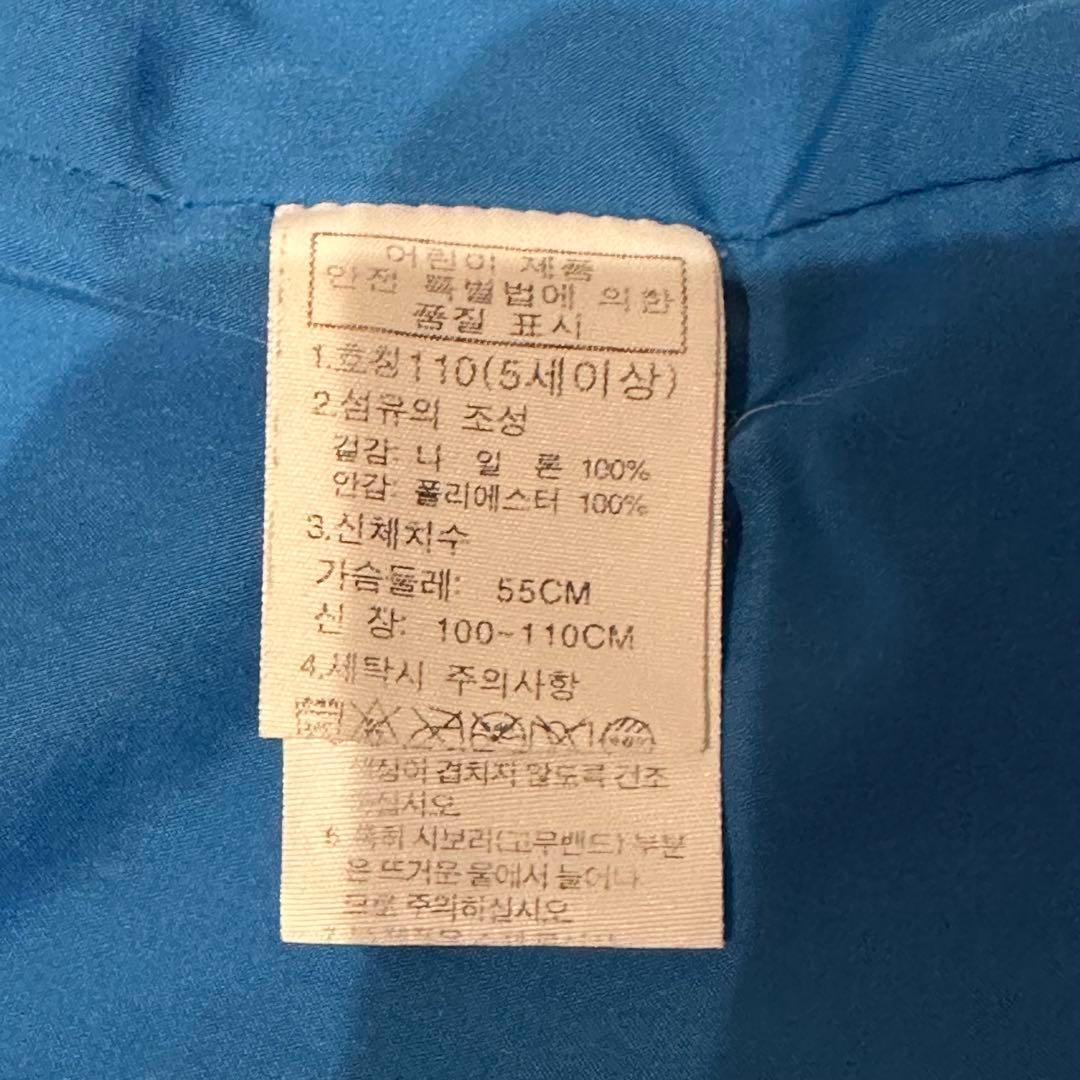 어린이 제품
안전 특별법에 의한
품질 표시
1.호칭110(5세이상)
2.섬유의 조성
겉감: 나 일 론 100%
안감: 폴리에스터 100%
3.신체치수
가슴둘레: 55CM
신 장: 100~110CM
4.세탁시 주의사항
색상이 겹치지 않도록 건조
십시오
특히 시보리(고무밴드) 부분
은 뜨거운 물에서 늘어나
므로 주의하십시오